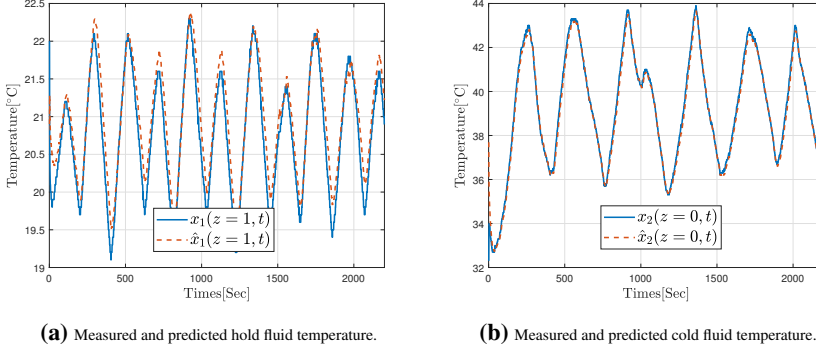 22.5
22
21.5
21
20.5
20
19.5
19
0
500
1000
1500
2000
Temperature[°C]
Times[Sec]
x₁(z = 1, t)
x̂₁(z = 1, t)
(a) Measured and predicted hold fluid temperature.
44
42
40
38
36
34
32
0
500
1000
1500
2000
Temperature[°C]
Times[Sec]
x₂(z = 0, t)
x̂₂(z = 0, t)
(b) Measured and predicted cold fluid temperature.